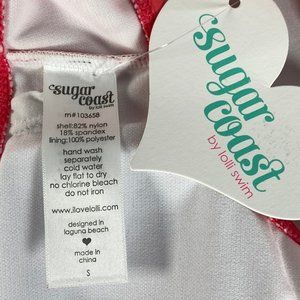 sugar
coast
by lolli swim
rn#103658
shell:82% nylon
18% spandex
lining:100% polyester
hand wash
separately
cold water
lay flat to dry
no chlorine bleach
do not iron
www.ilovelolli.com
designed in
laguna beach
made in
china
S
sugar
coast
by lolli swim